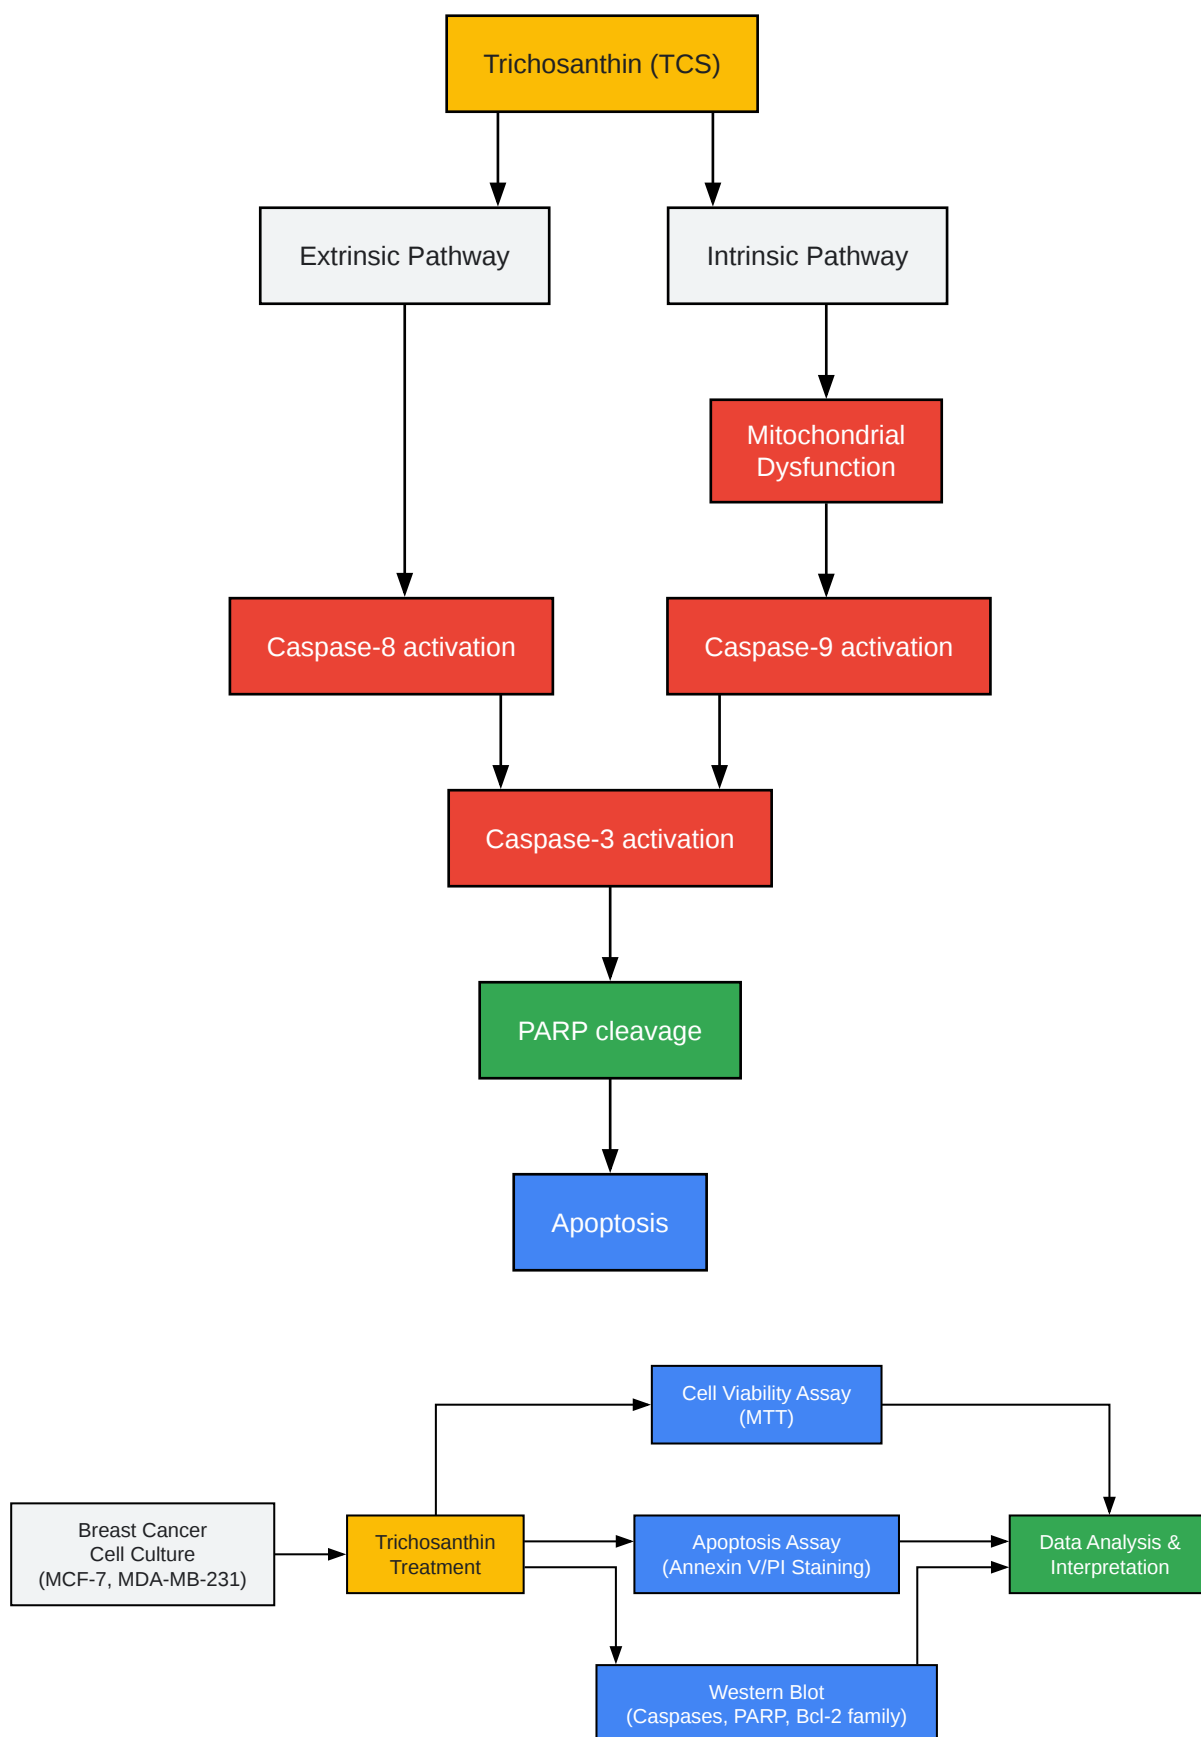 Trichosanthin (TCS)
Extrinsic Pathway
Intrinsic Pathway
Mitochondrial
Dysfunction
Caspase-8 activation
Caspase-9 activation
Caspase-3 activation
PARP cleavage
Apoptosis
Cell Viability Assay
(MTT)
Breast Cancer
Cell Culture
(MCF-7, MDA-MB-231)
Trichosanthin
Treatment
Apoptosis Assay
(Annexin V/PI Staining)
Data Analysis &
Interpretation
Western Blot
(Caspases, PARP, Bcl-2 family)